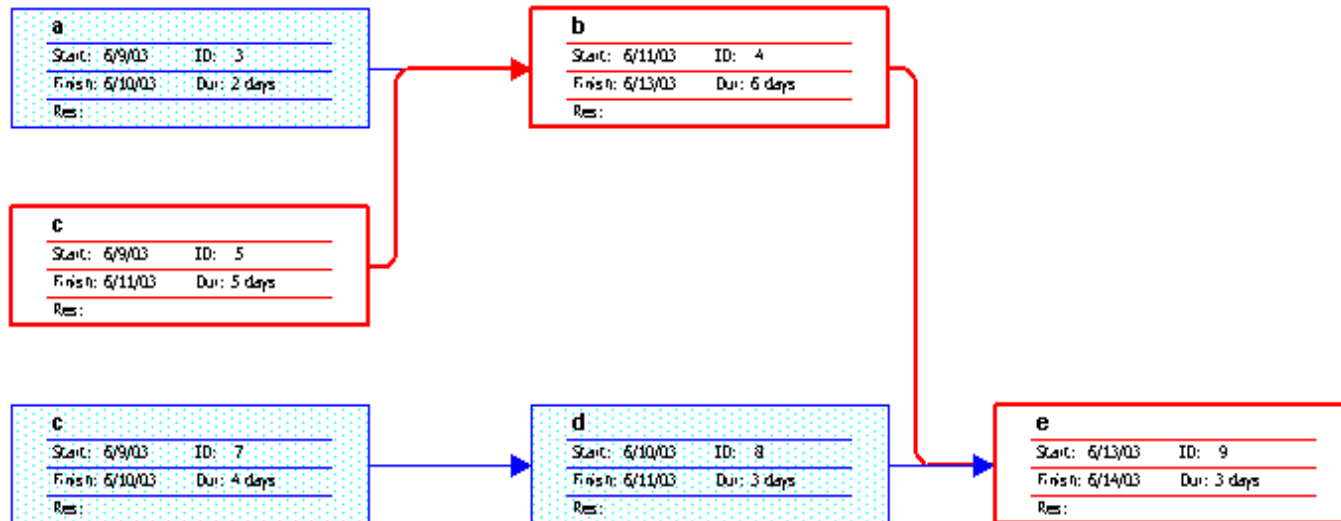 a
Start: 6/9/03 ID: 3
Finish: 6/10/03 Dur: 2 days
Res:
b
Start: 6/11/03 ID: 4
Finish: 6/13/03 Dur: 6 days
Res:
c
Start: 6/9/03 ID: 5
Finish: 6/11/03 Dur: 5 days
Res:
c
Start: 6/9/03 ID: 7
Finish: 6/10/03 Dur: 4 days
Res:
d
Start: 6/10/03 ID: 8
Finish: 6/11/03 Dur: 3 days
Res:
e
Start: 6/13/03 ID: 9
Finish: 6/14/03 Dur: 3 days
Res: